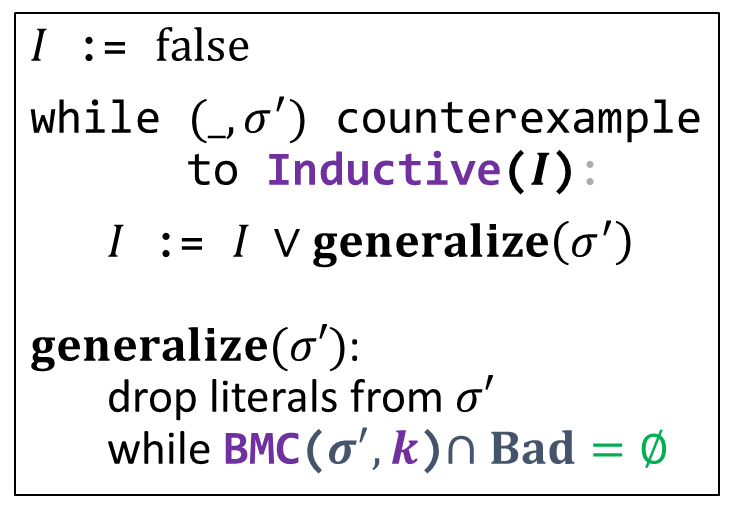 I := false
while (_, σ′) counterexample
to Inductive(I):
I := I ∨ generalize(σ′)
generalize(σ′):
drop literals from σ′
while BMC(σ′, k)∩ Bad = ∅